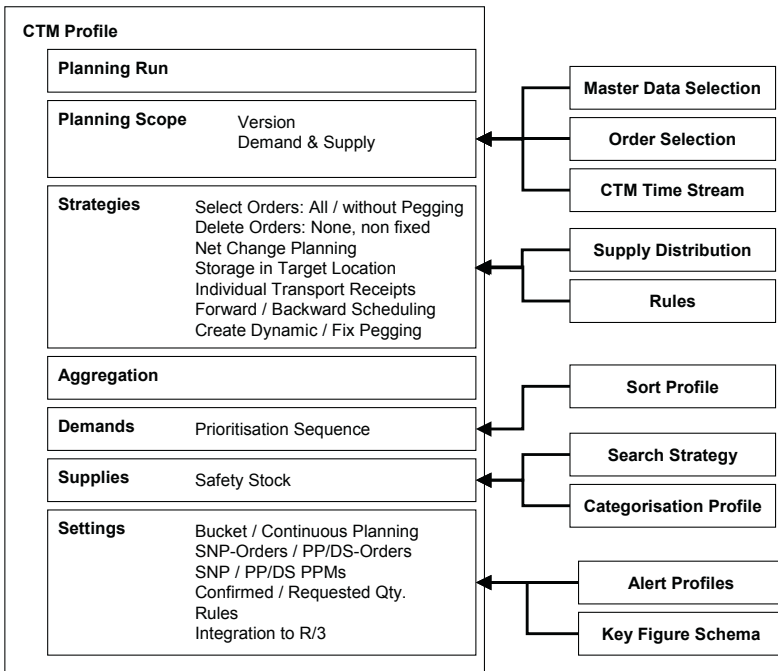 CTM Profile
Planning Run
Planning Scope Version
Demand & Supply
Strategies Select Orders: All / without Pegging
Delete Orders: None, non fixed
Net Change Planning
Storage in Target Location
Individual Transport Receipts
Forward / Backward Scheduling
Create Dynamic / Fix Pegging
Aggregation
Demands Prioritisation Sequence
Supplies Safety Stock
Settings Bucket / Continuous Planning
SNP-Orders / PP/DS-Orders
SNP / PP/DS PPMs
Confirmed / Requested Qty.
Rules
Integration to R/3
Master Data Selection
Order Selection
CTM Time Stream
Supply Distribution
Rules
Sort Profile
Search Strategy
Categorisation Profile
Alert Profiles
Key Figure Schema